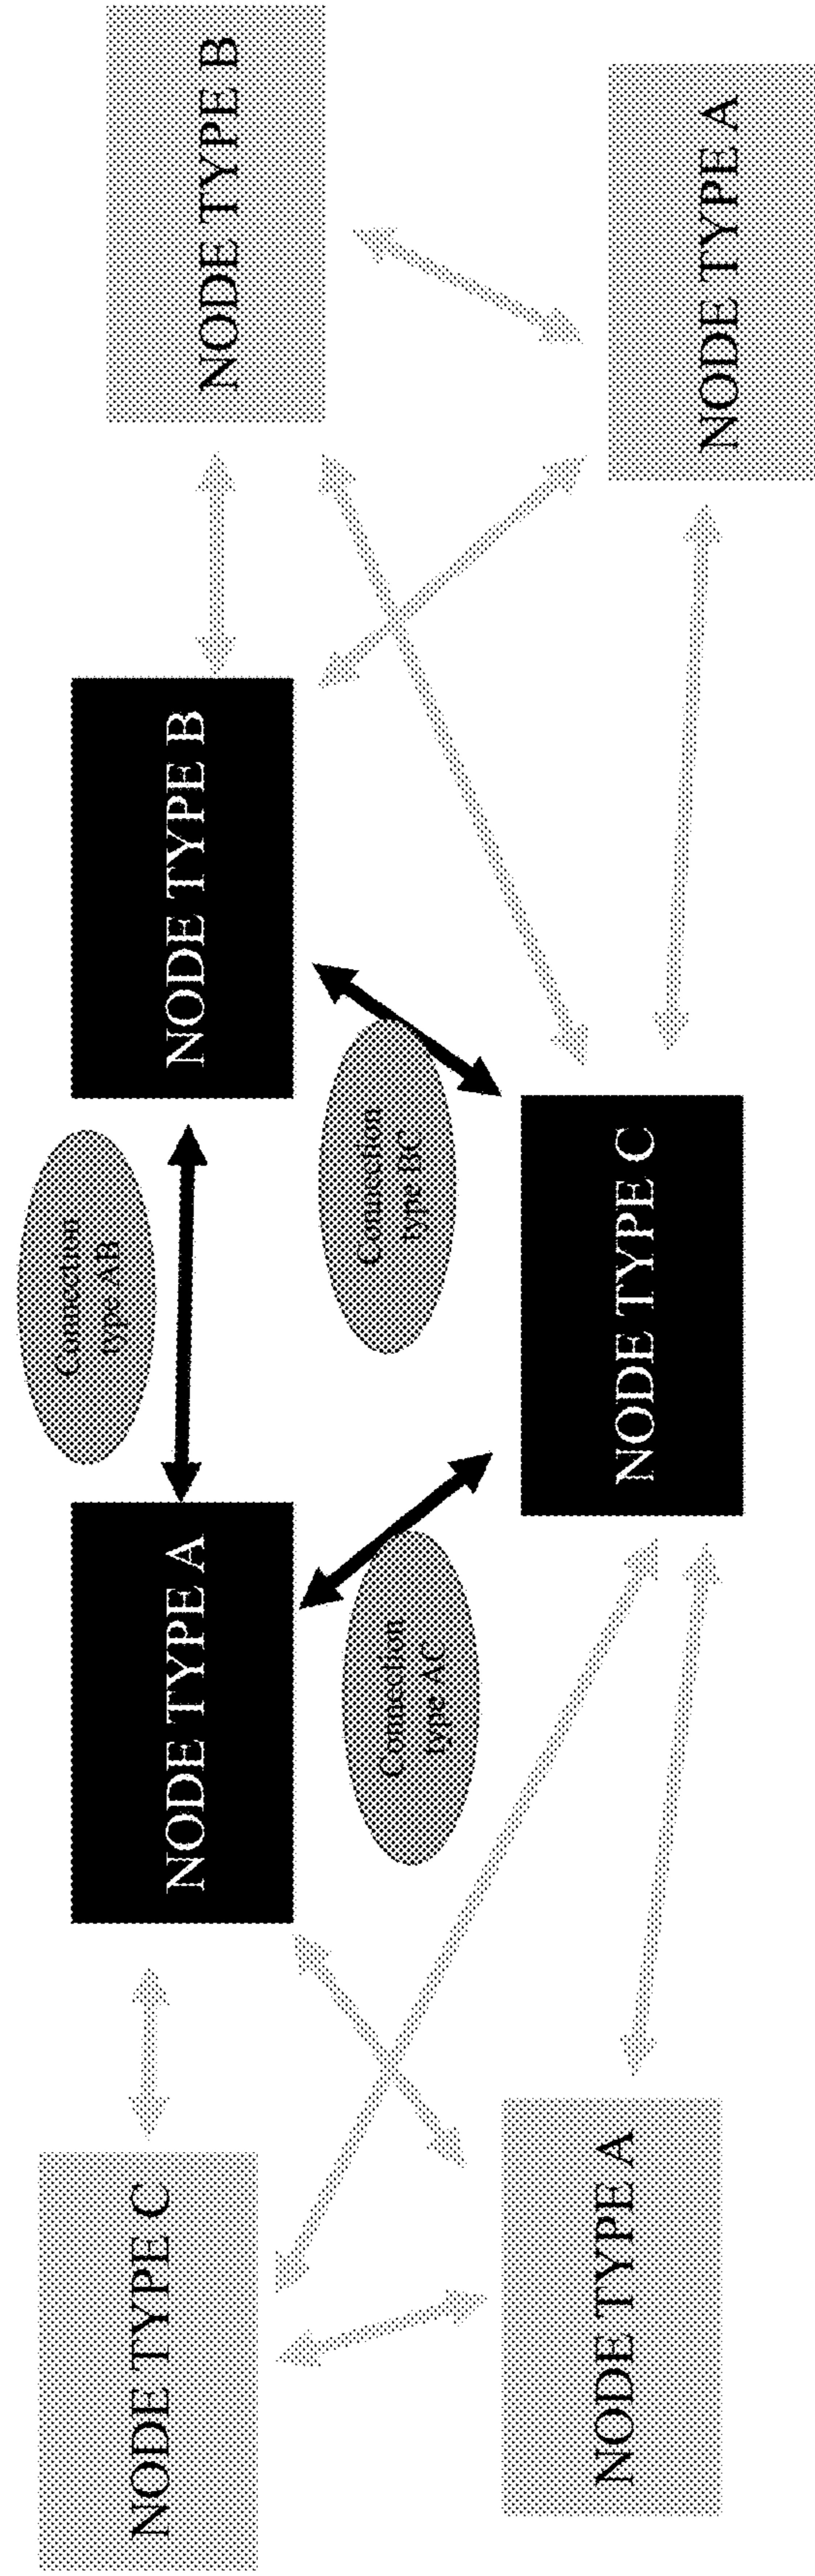 NODE TYPE C
NODE TYPE A
NODE TYPE B
NODE TYPE B
Connection
type AB
Connection
type AC
Connection
type BC
NODE TYPE A
NODE TYPE C
NODE TYPE A